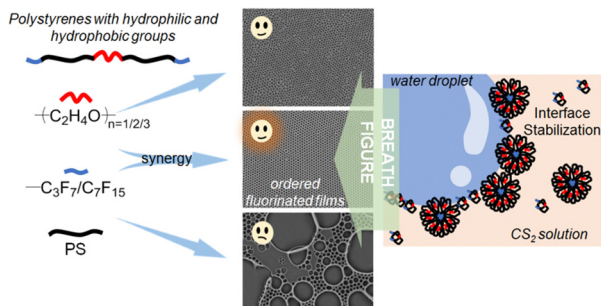 Polystyrenes with hydrophilic and
hydrophobic groups
(C2H4O)n=1/2/3
synergy
—C3F7/C7F15
PS
ordered
fluorinated films
BREATH
FIGURE
water droplet
Interface
Stabilization
CS2 solution